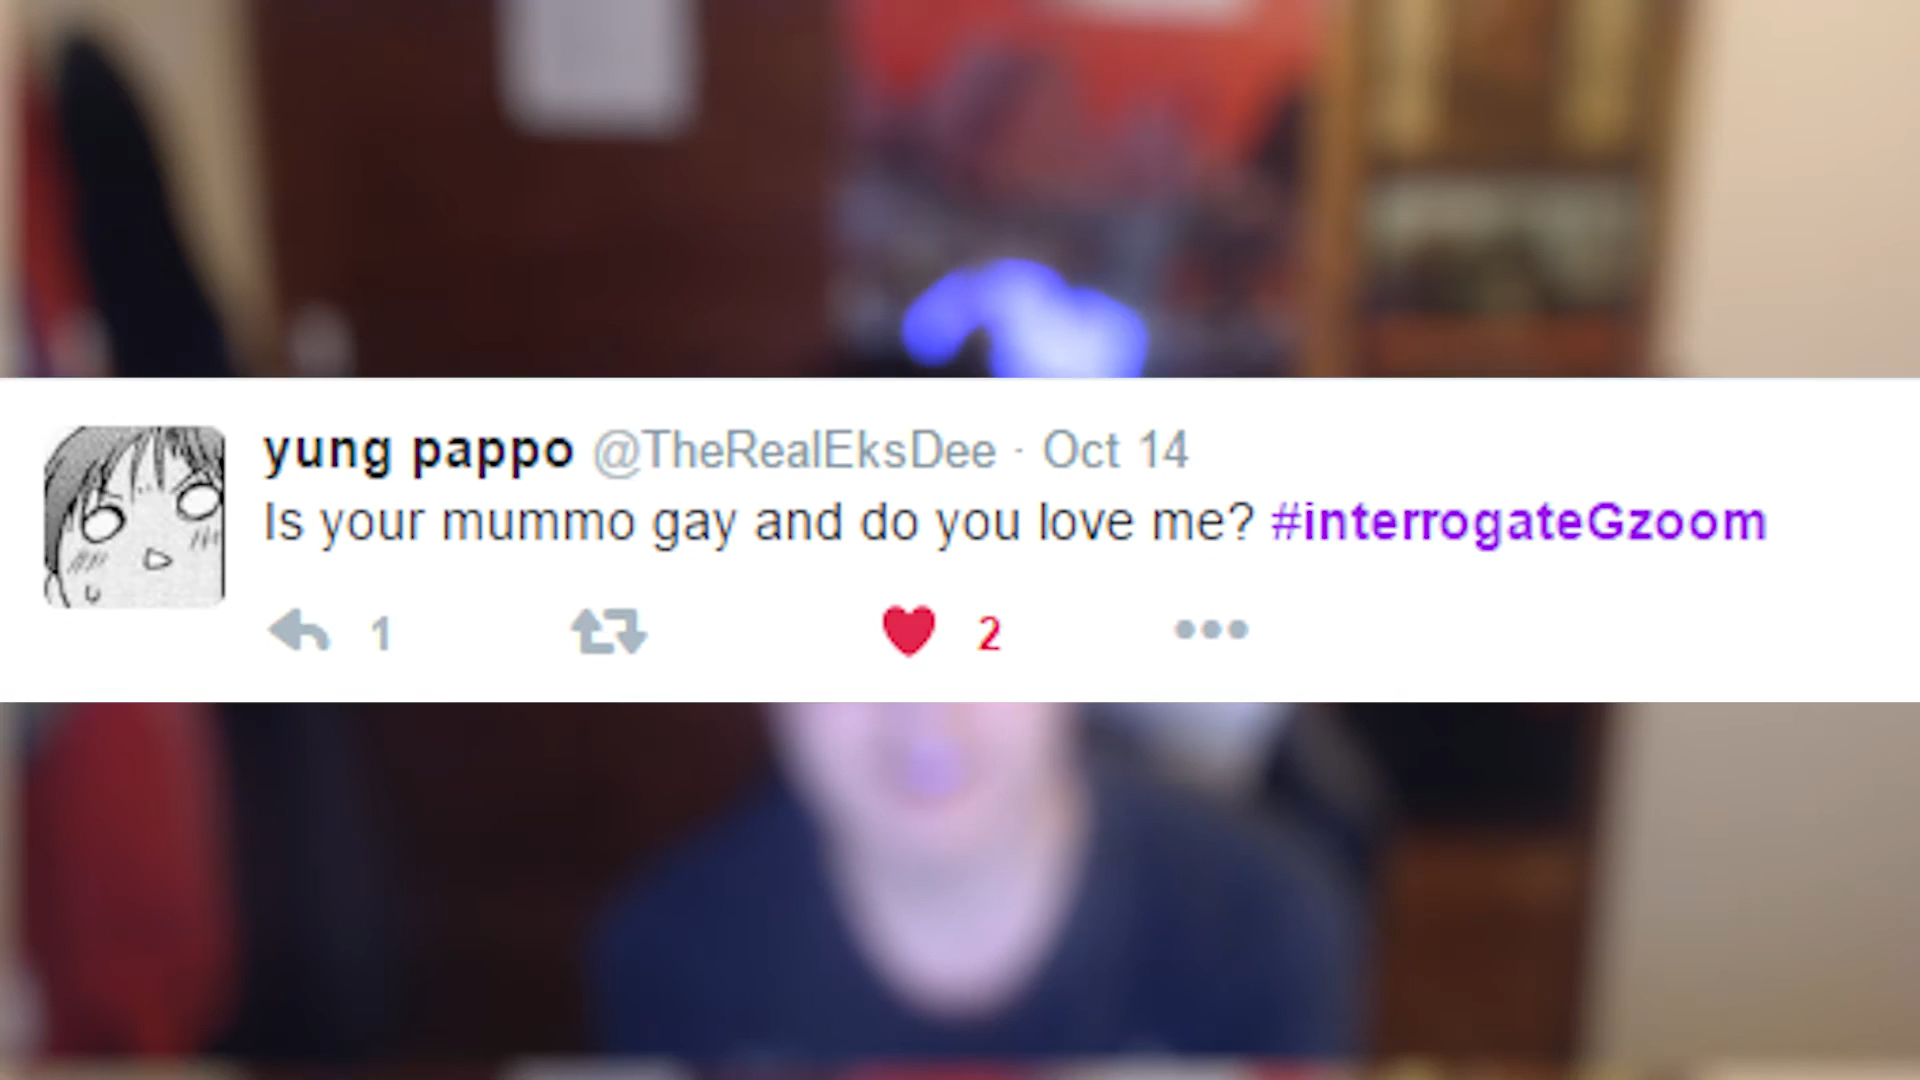 yung pappo @TheRealEksDee · Oct 14
Is your mummo gay and do you love me? #interrogateGzoom
1 2